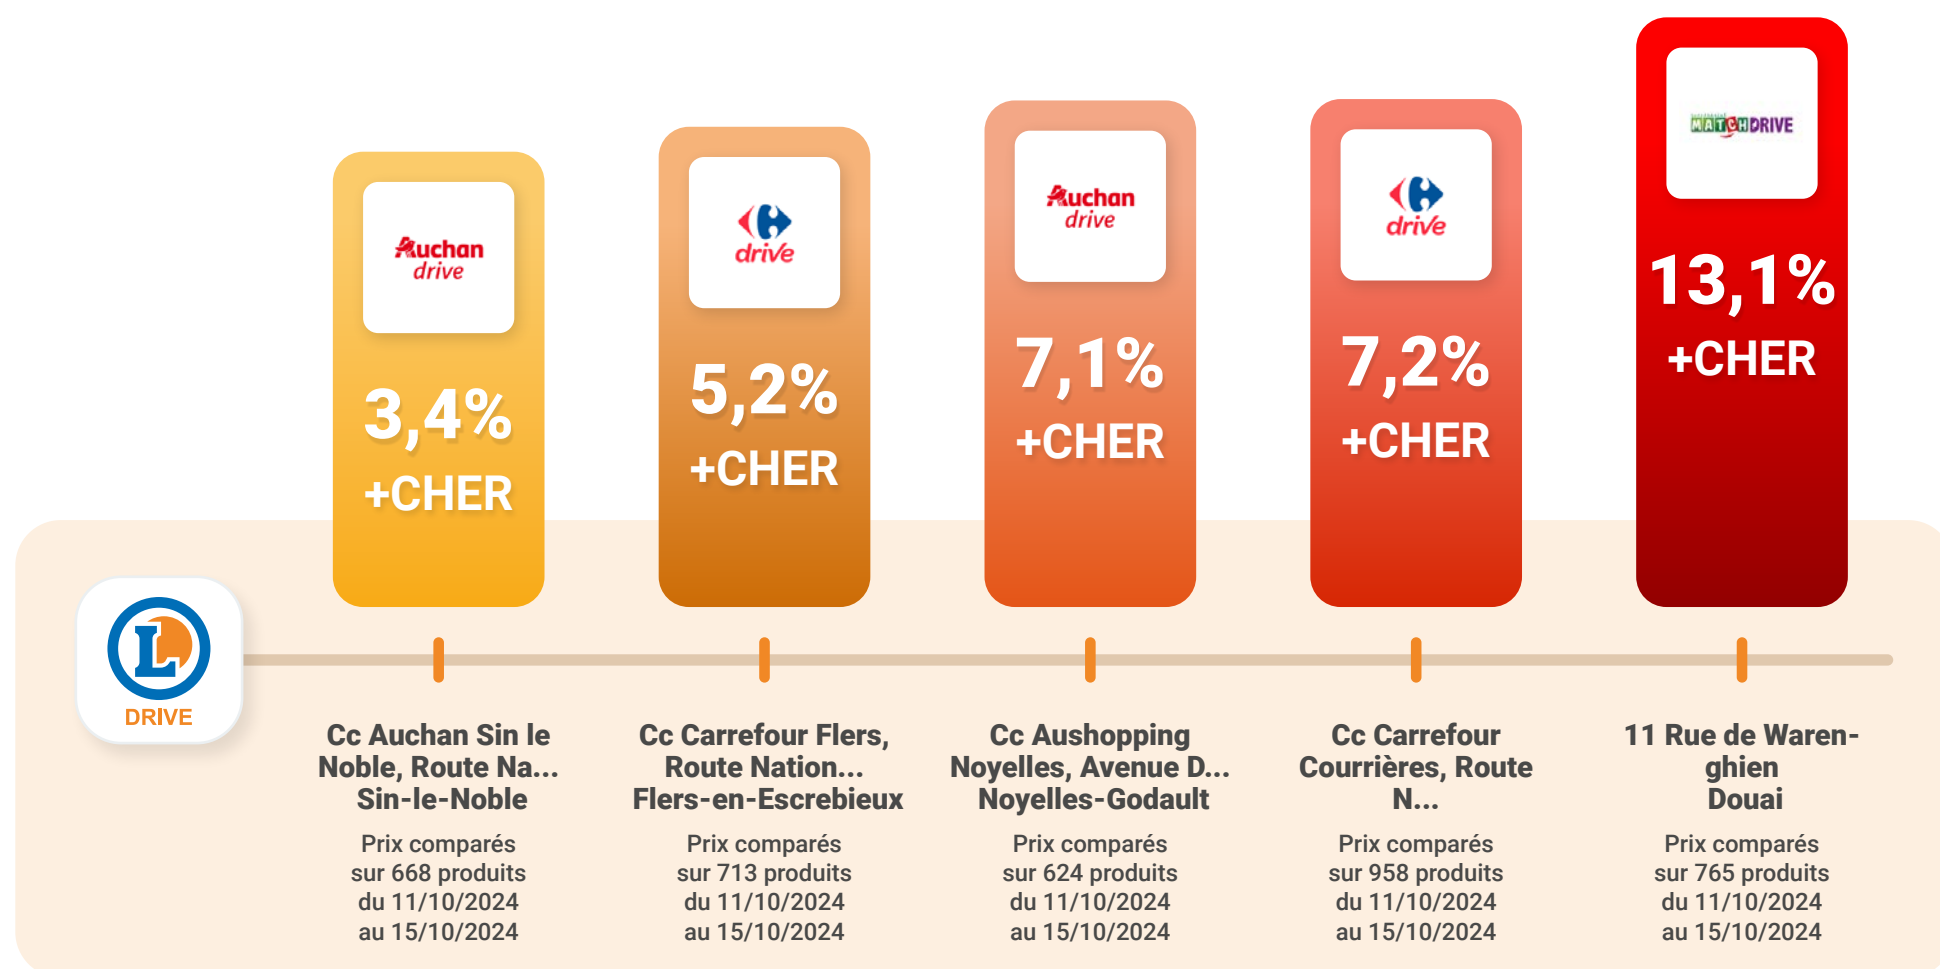 Auchan
drive
3,4%
+CHER
drive
5,2%
+CHER
Auchan
drive
7,1%
+CHER
drive
7,2%
+CHER
MATCHDRIVE
13,1%
+CHER
L
DRIVE
Cc Auchan Sin le
Noble, Route Na...
Sin-le-Noble
Prix comparés
sur 668 produits
du 11/10/2024
au 15/10/2024
Cc Carrefour Flers,
Route Nation...
Flers-en-Escrebieux
Prix comparés
sur 713 produits
du 11/10/2024
au 15/10/2024
Cc Aushopping
Noyelles, Avenue D...
Noyelles-Godault
Prix comparés
sur 624 produits
du 11/10/2024
au 15/10/2024
Cc Carrefour
Courrières, Route
N...
Prix comparés
sur 958 produits
du 11/10/2024
au 15/10/2024
11 Rue de Waren-
ghien
Douai
Prix comparés
sur 765 produits
du 11/10/2024
au 15/10/2024